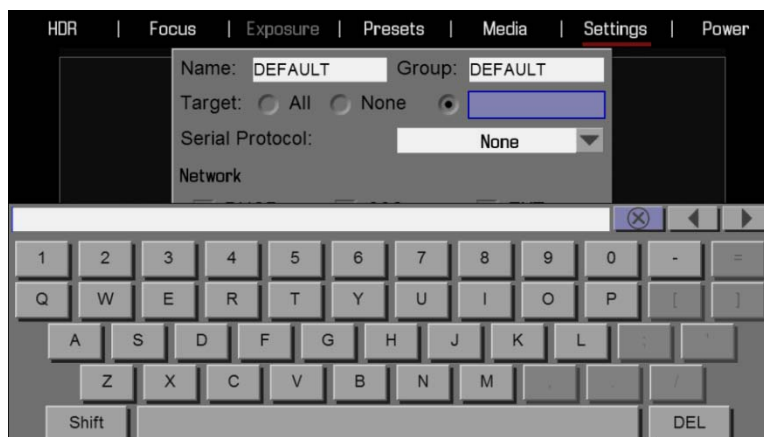 HDR | Focus | Exposure | Presets | Media | Settings | Power
Name: DEFAULT Group: DEFAULT
Target: All None
Serial Protocol: None
Network
1 2 3 4 5 6 7 8 9 0 - =
Q W E R T Y U I O P [ ]
A S D F G H J K L ; '
Z X C V B N M , . /
Shift DEL